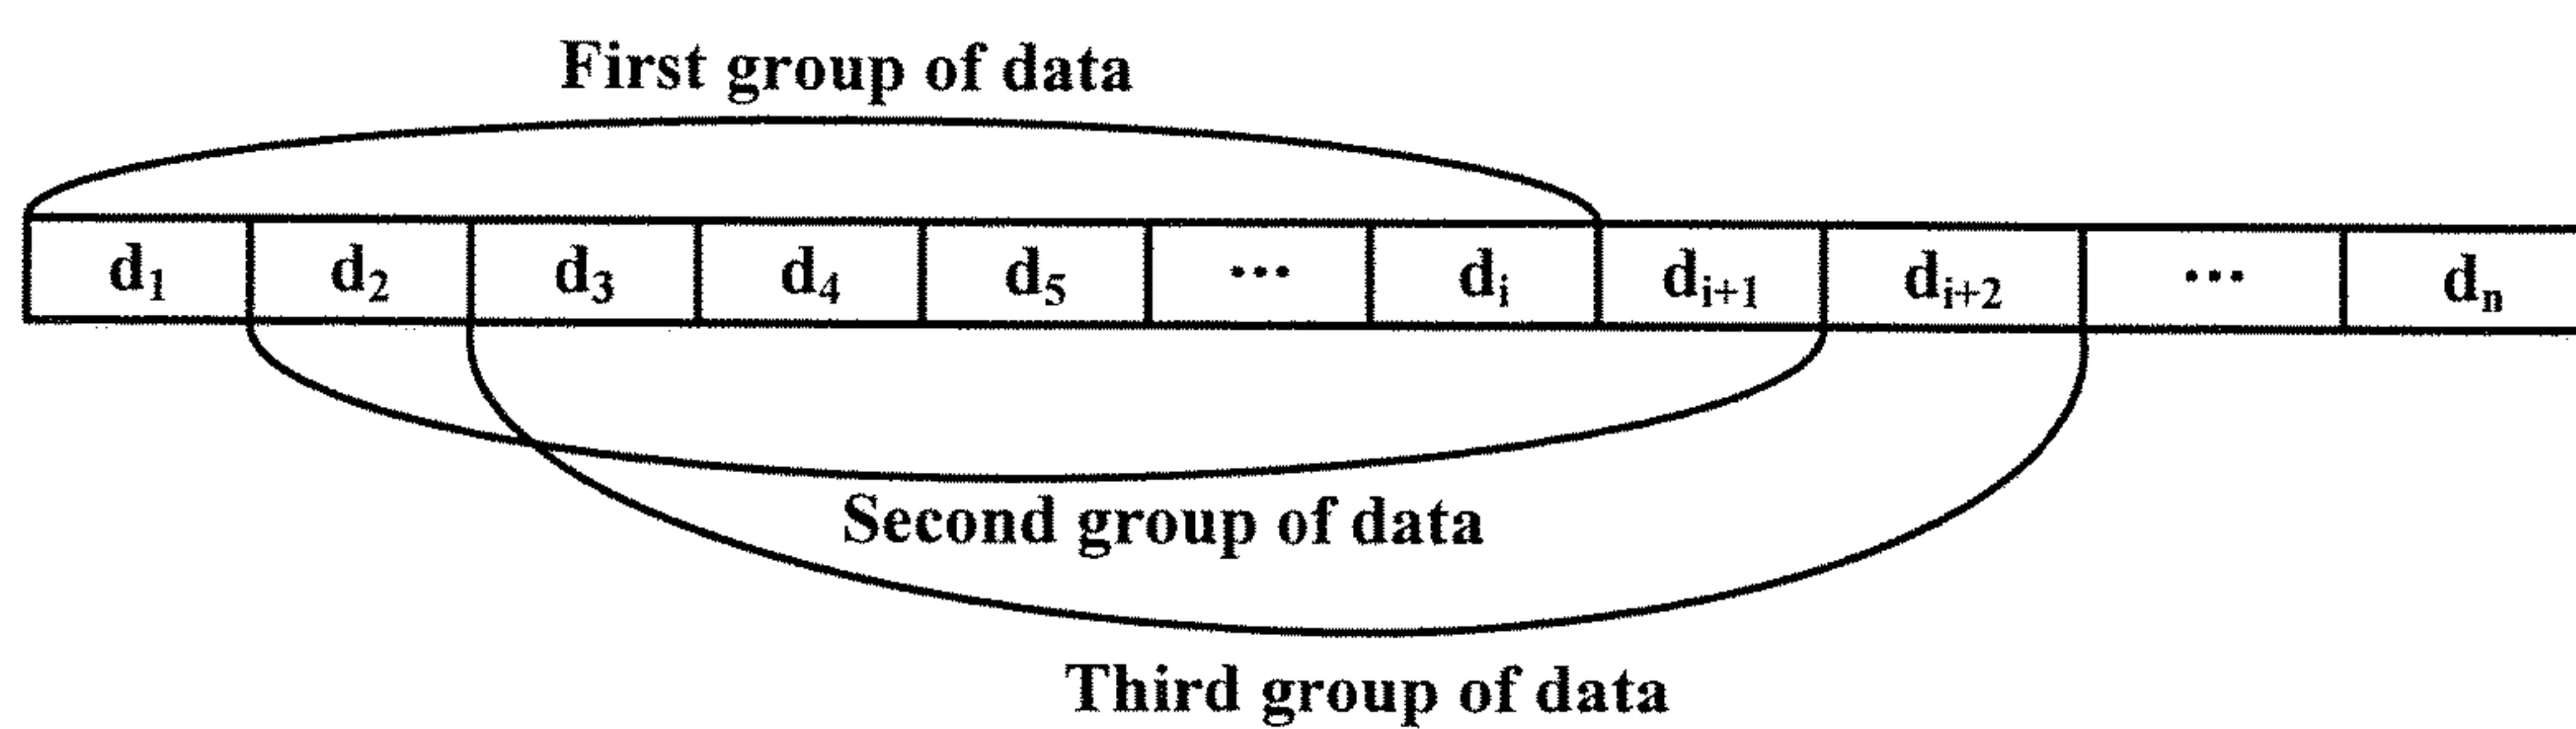 First group of data
d₁ d₂ d₃ d₄ d₅ ... dᵢ dᵢ₊₁ dᵢ₊₂ ... dₙ
Second group of data
Third group of data